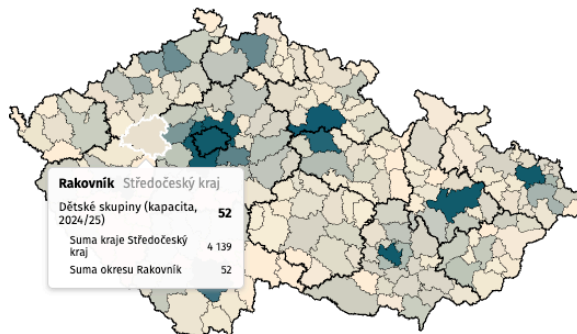 Rakovník Středočeský kraj
Dětské skupiny (kapacita, 52
2024/25)
Suma kraje Středočeský 4 139
kraj
Suma okresu Rakovník 52